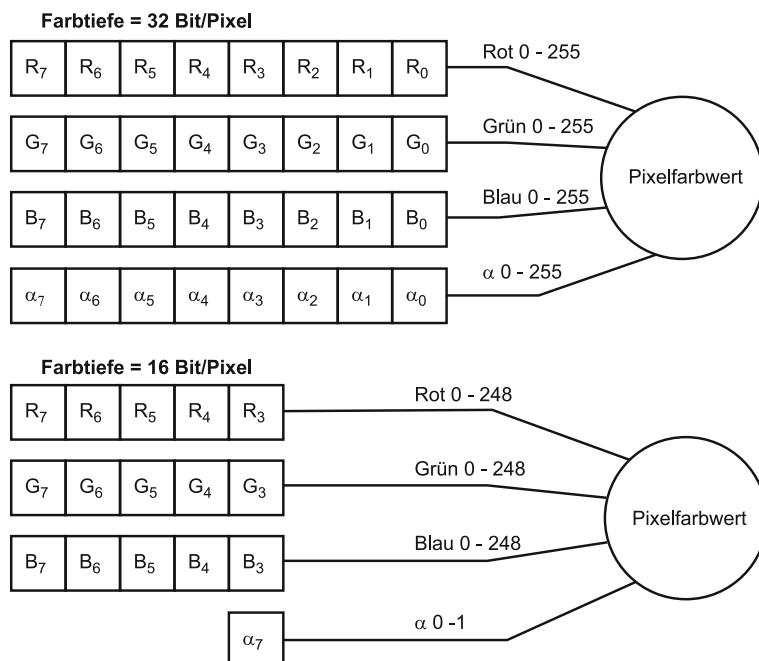 Farbtiefe = 32 Bit/Pixel
R7 R6 R5 R4 R3 R2 R1 R0 Rot 0 - 255
G7 G6 G5 G4 G3 G2 G1 G0 Grün 0 - 255
Pixelfarbwert
B7 B6 B5 B4 B3 B2 B1 B0 Blau 0 - 255
α7 α6 α5 α4 α3 α2 α1 α0 α 0 - 255
Farbtiefe = 16 Bit/Pixel
R7 R6 R5 R4 R3 Rot 0 - 248
G7 G6 G5 G4 G3 Grün 0 - 248
Pixelfarbwert
B7 B6 B5 B4 B3 Blau 0 - 248
α7 α 0 -1